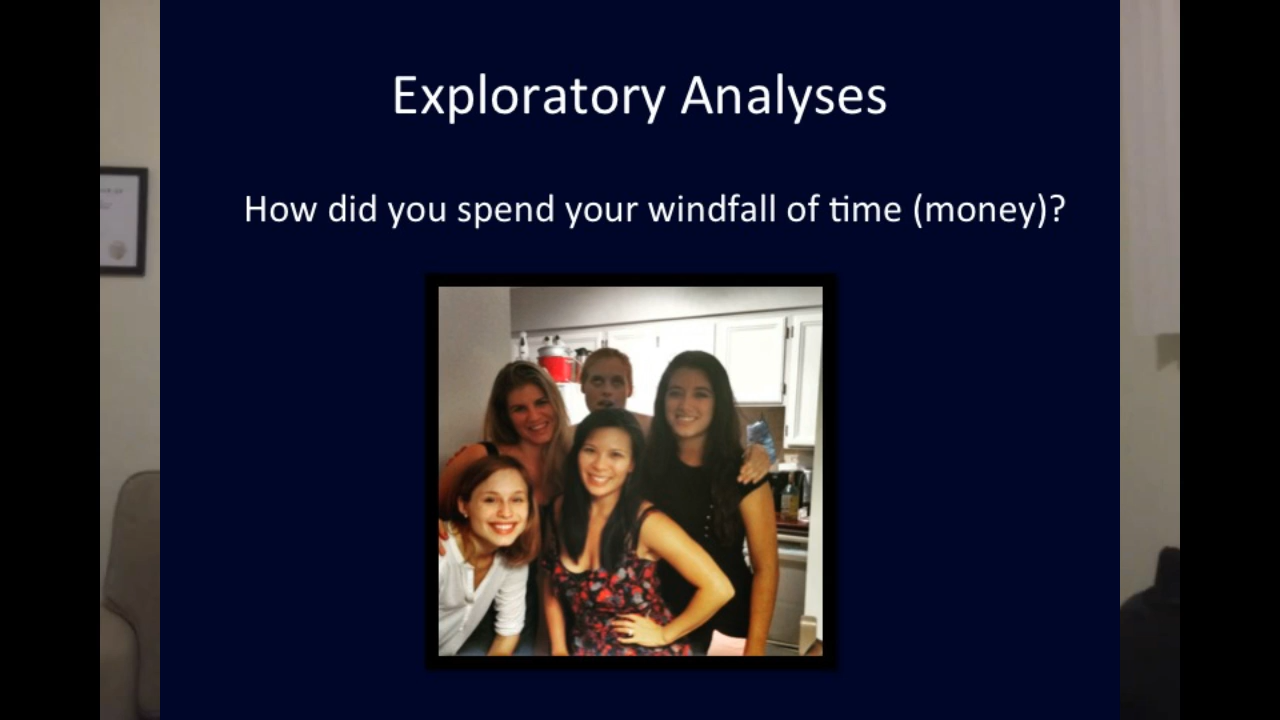 Exploratory Analyses
How did you spend your windfall of time (money)?